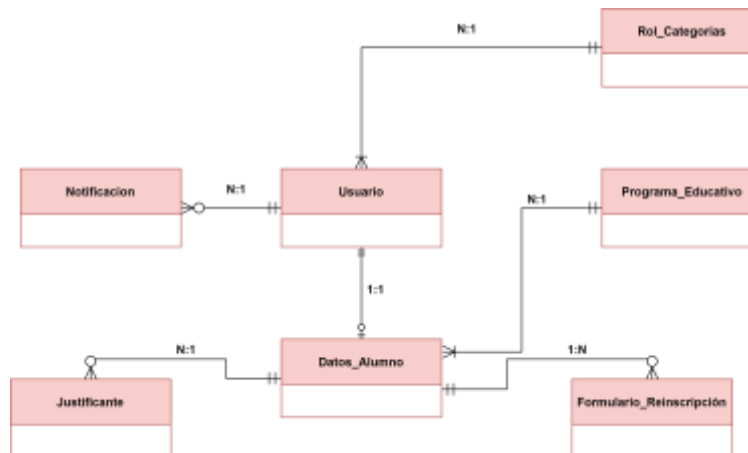 Rol_Categorias
N:1
Notificacion
N:1
Usuario
Programa_Educativo
N:1
1:1
Datos_Alumno
N:1
1:N
Justificante
Formulario_Reinscripción